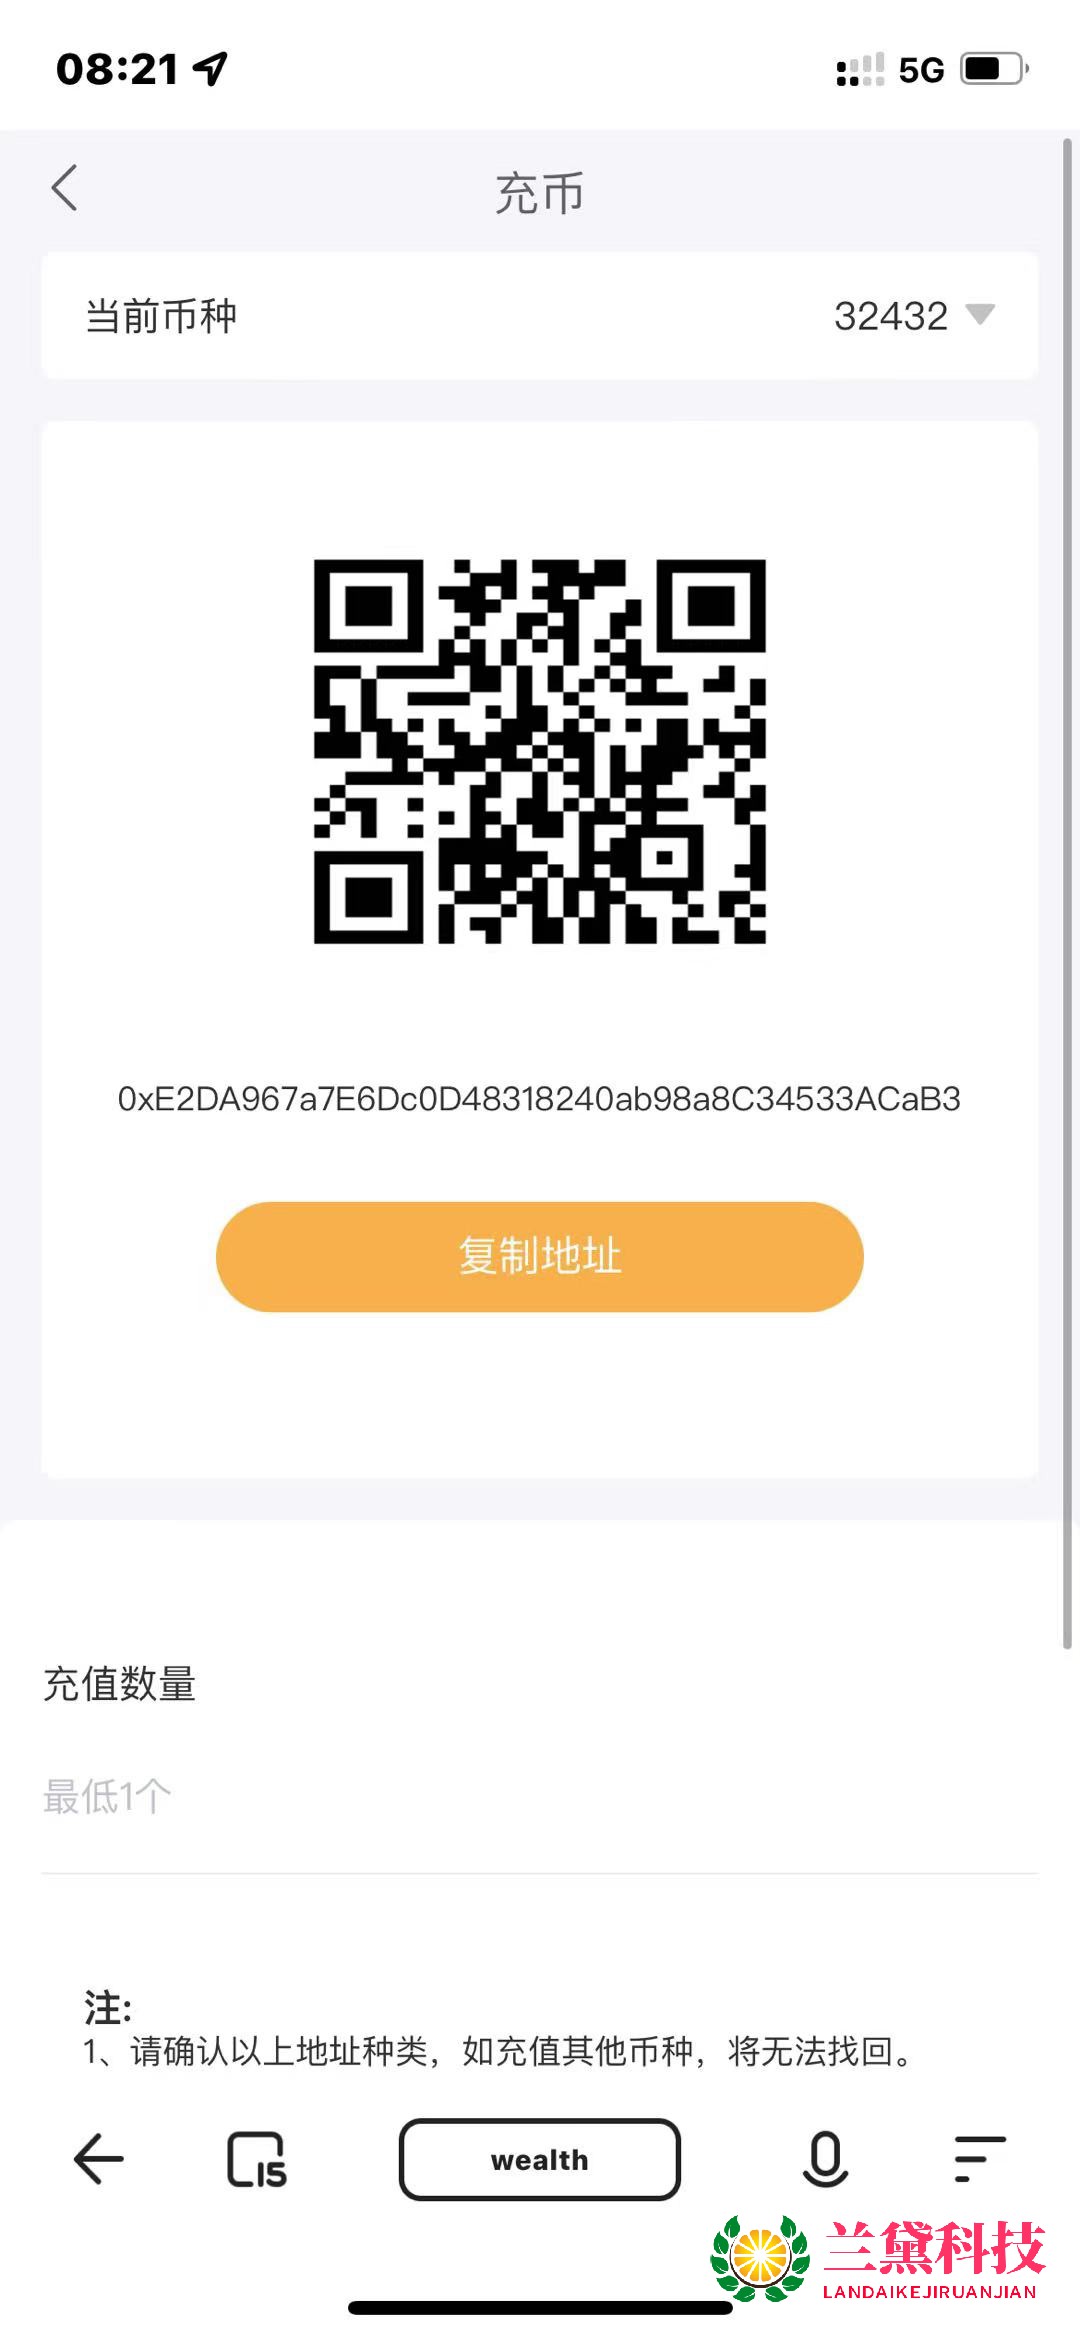 08:21
5G
充币
当前币种
32432
0xE2DA967a7E6Dc0D48318240ab98a8C34533ACaB3
复制地址
充值数量
最低1个
注:
1、请确认以上地址种类，如充值其他币种，将无法找回。
15
wealth
兰黛科技
LANDAIKEJIRUANJIAN